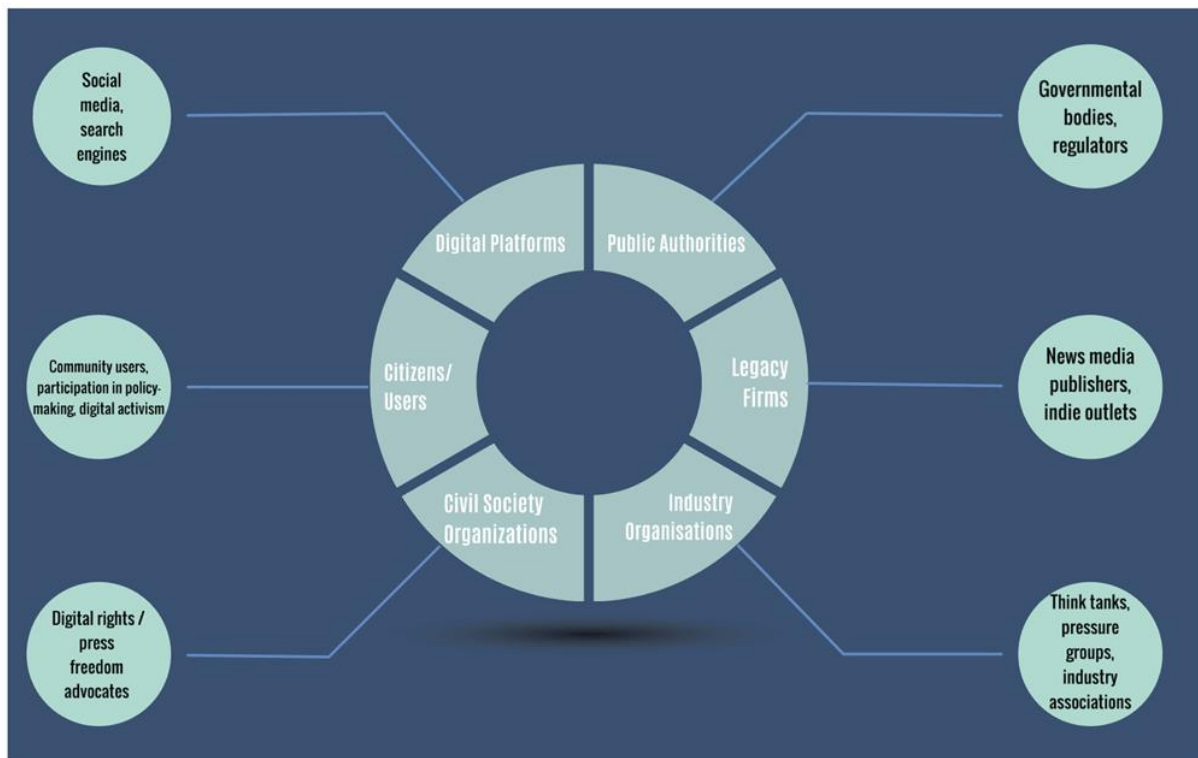 Social
media,
search
engines
Governmental
bodies,
regulators
Digital Platforms
Public Authorities
Community users,
participation in policy-
making, digital activism
Citizens/
Users
Legacy
Firms
News media
publishers,
indie outlets
Civil Society
Organizations
Industry
Organisations
Digital rights /
press
freedom
advocates
Think tanks,
pressure
groups,
industry
associations